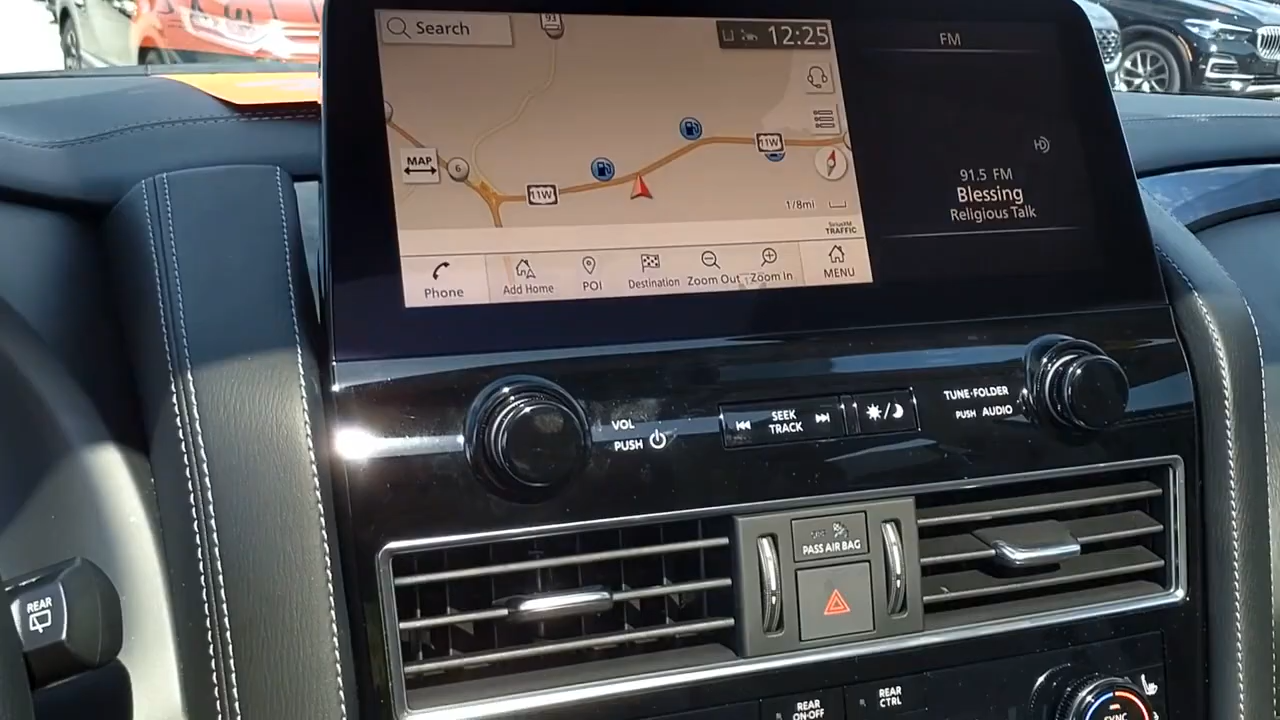 Search
91
12:25
FM
MAP
6
11W
11W
1/8mi
SiriusXM
TRAFFIC
91.5 FM
Blessing
Religious Talk
Phone
Add Home
POI
Destination
Zoom Out
Zoom In
MENU
VOL
PUSH
SEEK
TRACK
TUNE·FOLDER
PUSH AUDIO
PASS AIR BAG
REAR
REAR
ON·OFF
REAR
CTRL
SYNC